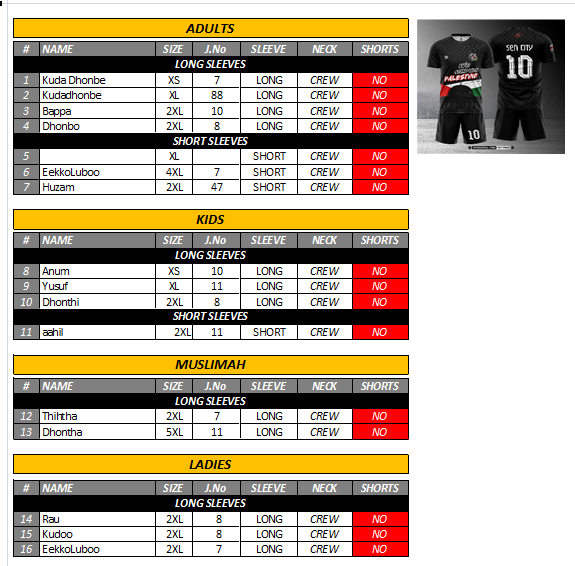 ADULTS
# NAME SIZE J.No SLEEVE NECK SHORTS
LONG SLEEVES
1 Kuda Dhonbe XS 7 LONG CREW NO
2 Kudadhonbe XL 88 LONG CREW NO
3 Bappa 2XL 10 LONG CREW NO
4 Dhonbo 2XL 8 LONG CREW NO
SHORT SLEEVES
5 XL SHORT CREW NO
6 EekkoLuboo 4XL 7 SHORT CREW NO
7 Huzam 2XL 47 SHORT CREW NO
KIDS
# NAME SIZE J.No SLEEVE NECK SHORTS
LONG SLEEVES
8 Anum XS 10 LONG CREW NO
9 Yusuf XL 11 LONG CREW NO
10 Dhonthi 2XL 8 LONG CREW NO
SHORT SLEEVES
11 aahil 2XL 11 SHORT CREW NO
MUSLIMAH
# NAME SIZE J.No SLEEVE NECK SHORTS
LONG SLEEVES
12 Thihtha 2XL 7 LONG CREW NO
13 Dhontha 5XL 11 LONG CREW NO
LADIES
# NAME SIZE J.No SLEEVE NECK SHORTS
LONG SLEEVES
14 Rau 2XL 8 LONG CREW NO
15 Kudoo 2XL 8 LONG CREW NO
16 EekkoLuboo 2XL 7 LONG CREW NO
SEN CITY
10
PALESTINE
10